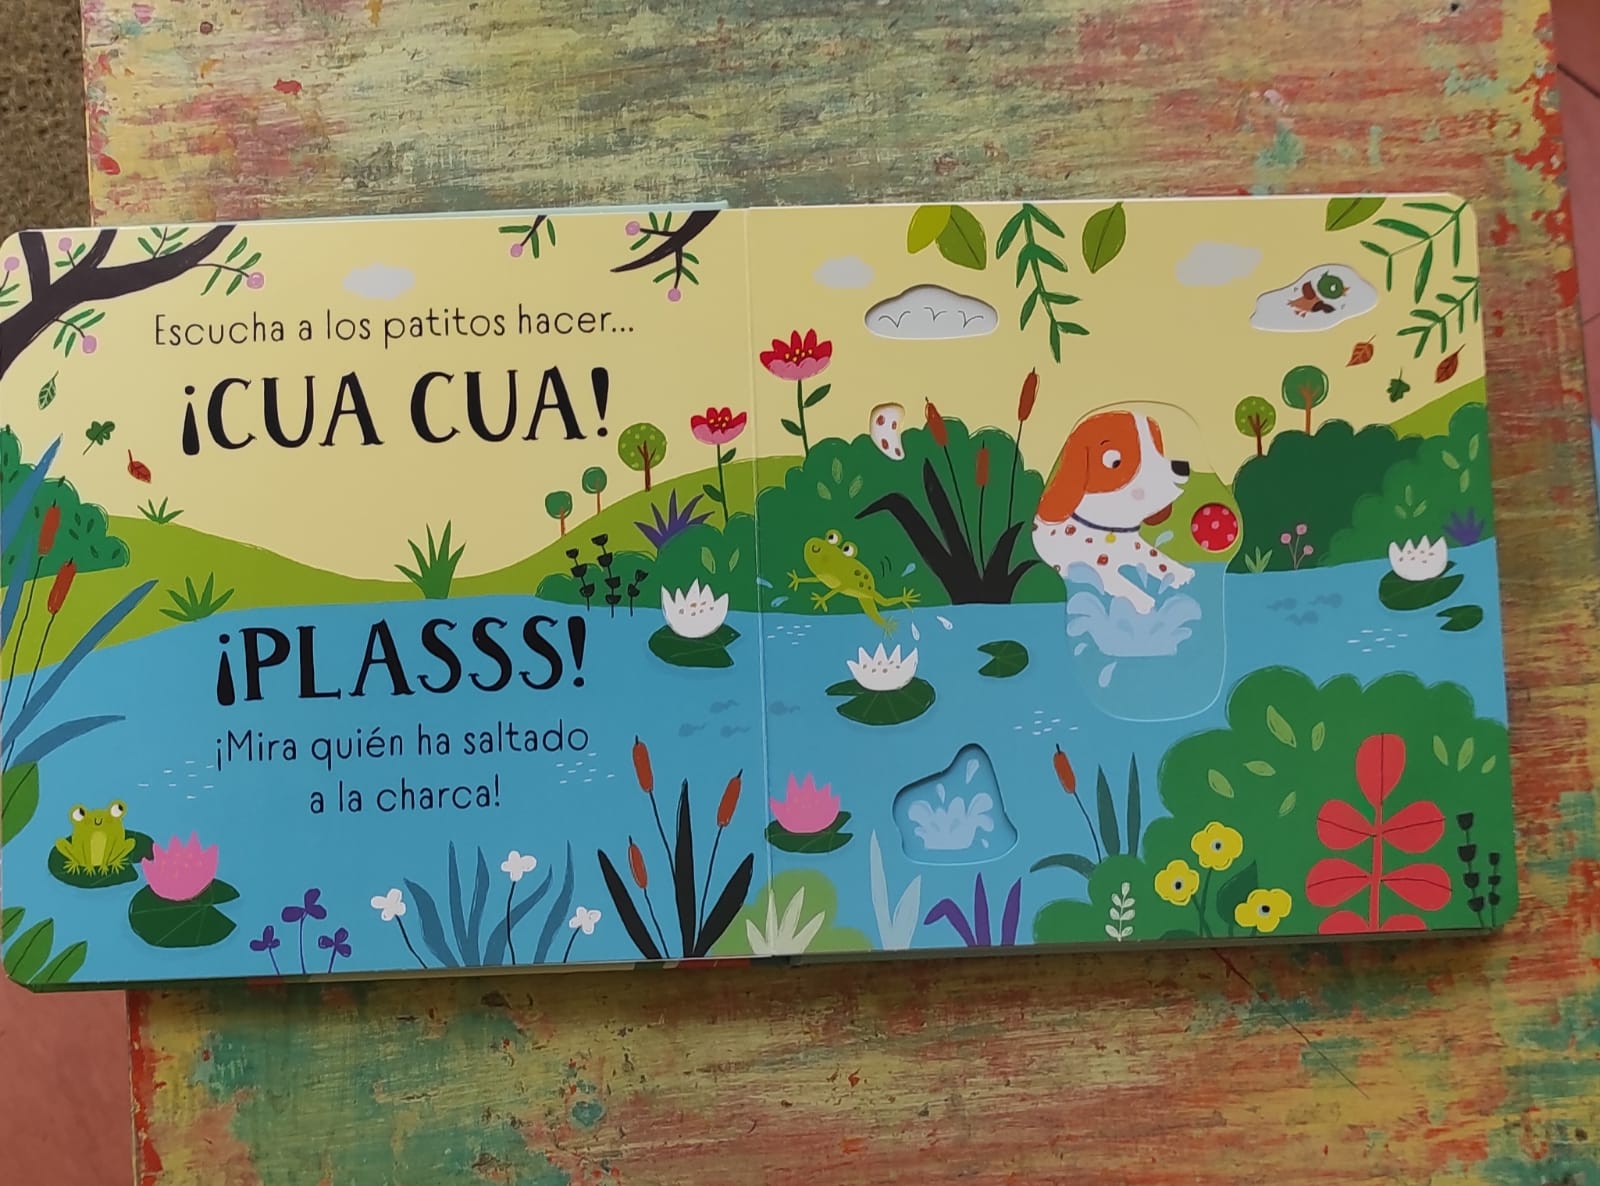 Escucha a los patitos hacer...
¡CUA CUA!
¡PLASSS!
¡Mira quién ha saltado
a la charca!